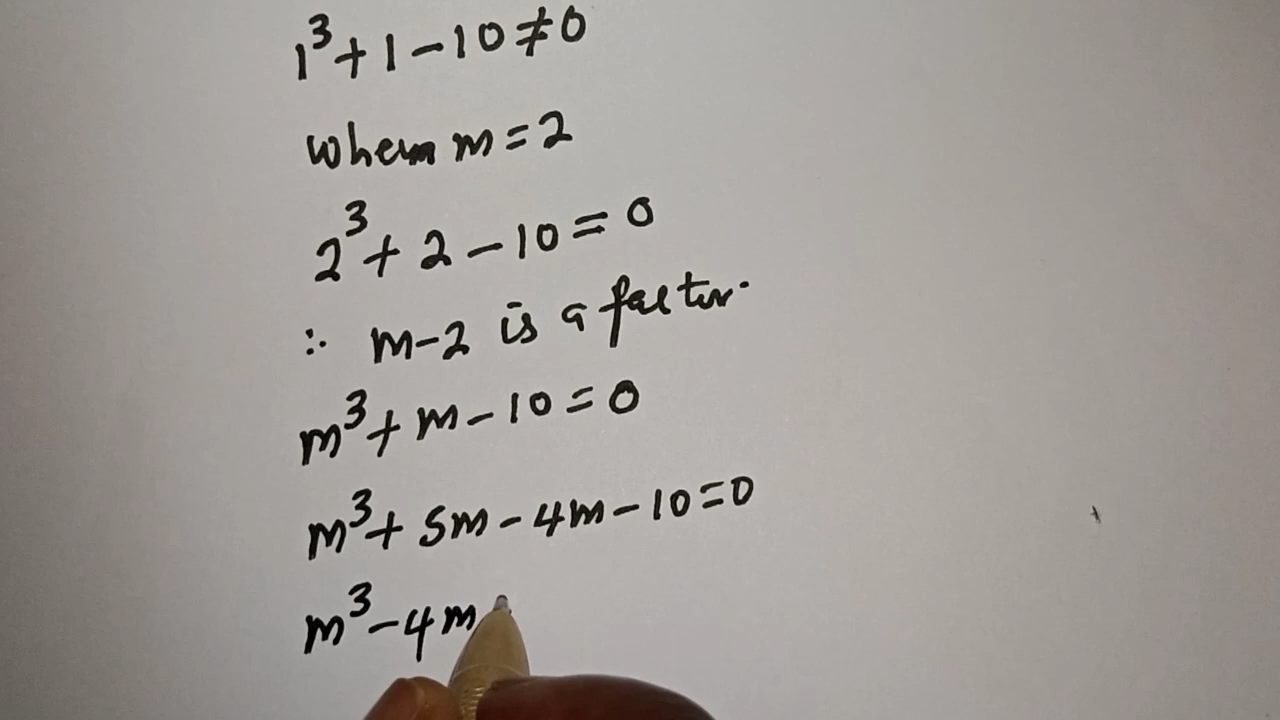 1³+1-10≠0
when m=2
2³+2-10=0
∴ m-2 is a factor.
m³+m-10=0
m³+5m-4m-10=0
m³-4m